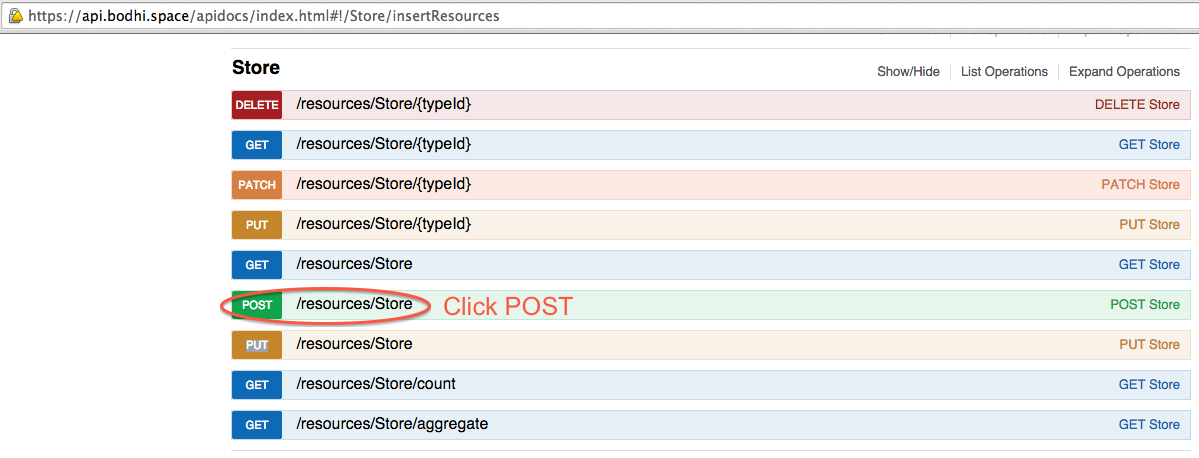 https://api.bodhi.space/apidocs/index.html#!/Store/insertResources
Store Show/Hide List Operations Expand Operations
DELETE /resources/Store/{typeId} DELETE Store
GET /resources/Store/{typeId} GET Store
PATCH /resources/Store/{typeId} PATCH Store
PUT /resources/Store/{typeId} PUT Store
GET /resources/Store GET Store
POST /resources/Store Click POST POST Store
PUT /resources/Store PUT Store
GET /resources/Store/count GET Store
GET /resources/Store/aggregate GET Store